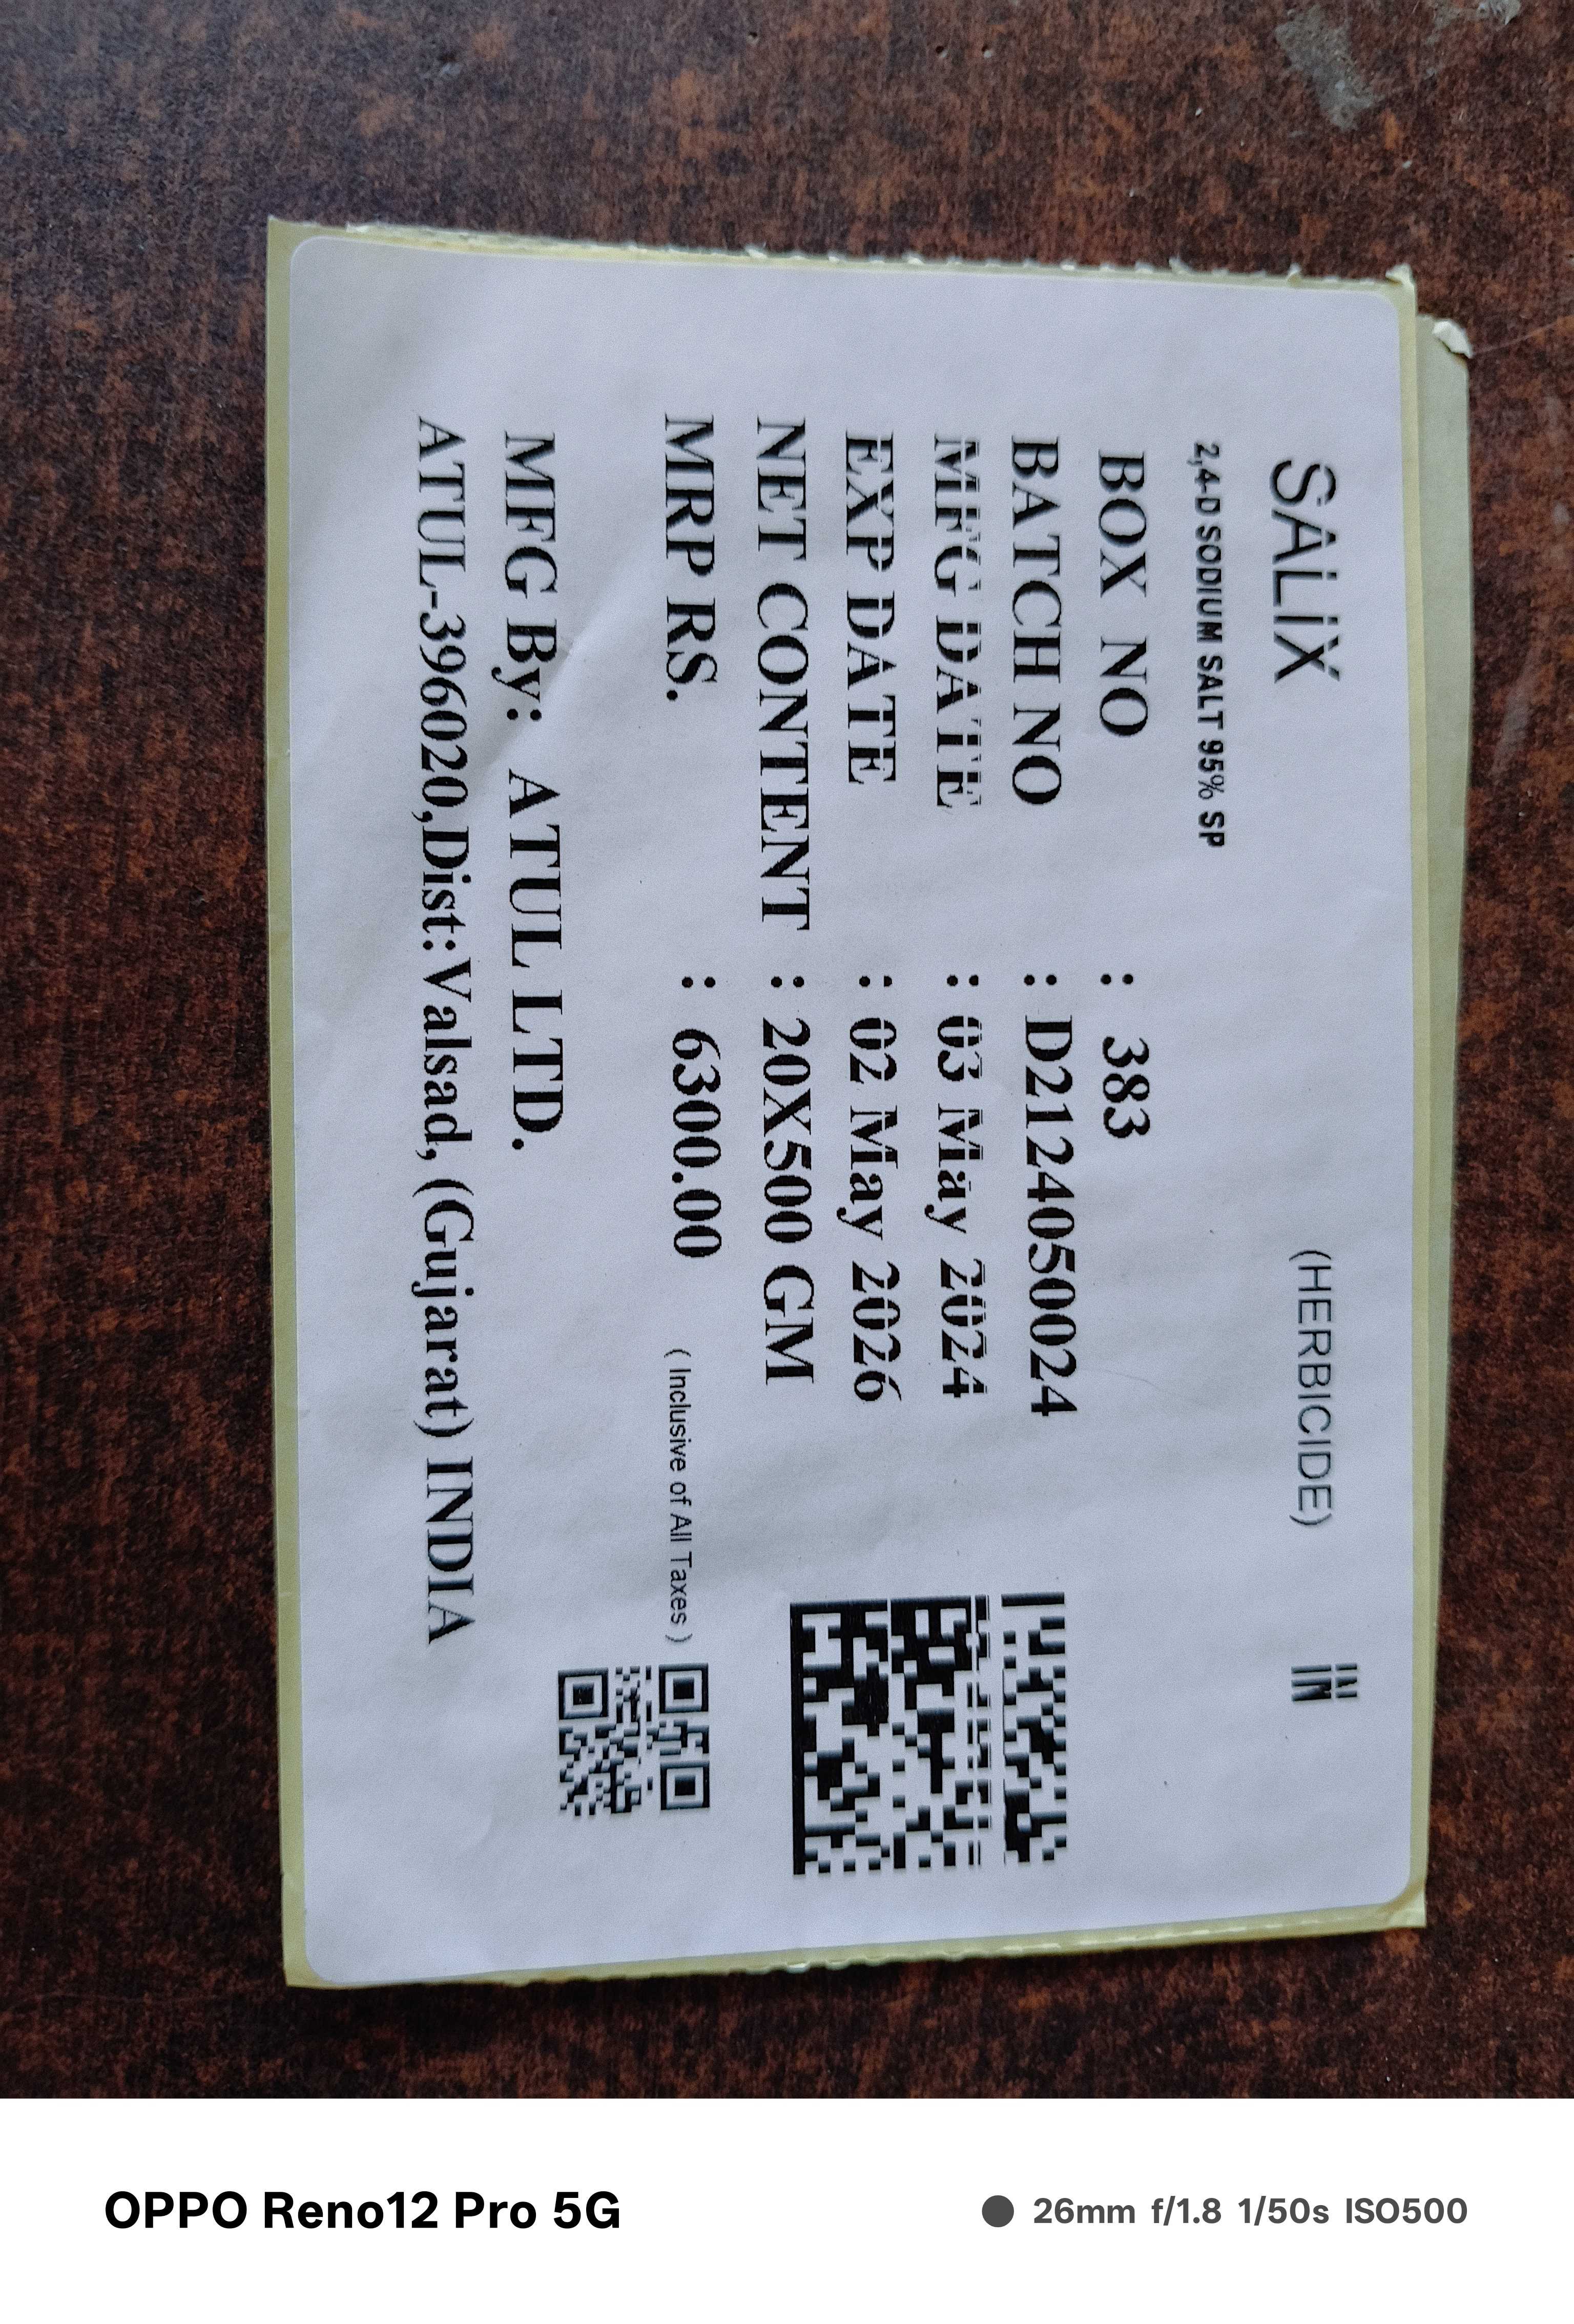 SALIX (HERBICIDE) IN
2,4-D SODIUM SALT 95% SP
BOX NO : 383
BATCH NO : D2124050024
MFG DATE : 03 May 2024
EXP DATE : 02 May 2026
NET CONTENT : 20X500 GM
MRP RS. : 6300.00 ( Inclusive of All Taxes )
MFG By: ATUL LTD.
ATUL-396020,Dist:Valsad, (Gujarat) INDIA
OPPO Reno12 Pro 5G
26mm f/1.8 1/50s ISO500